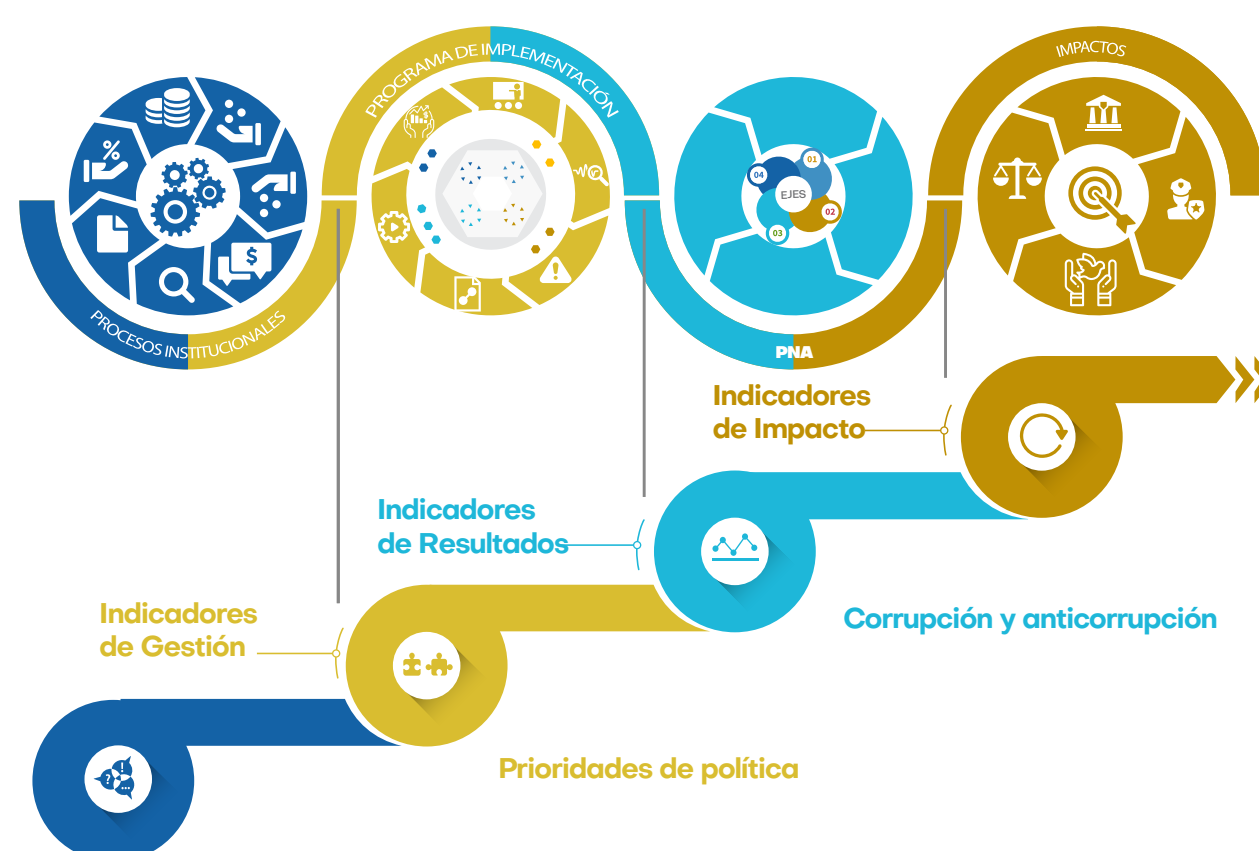 PROGRAMA DE IMPLEMENTACIÓN
IMPACTOS
%
$
01
04
EJES
02
03
$
PROCESOS INSTITUCIONALES
PNA
Indicadores
de Impacto
Indicadores
de Resultados
Indicadores
de Gestión
Corrupción y anticorrupción
Prioridades de política
! ? ...